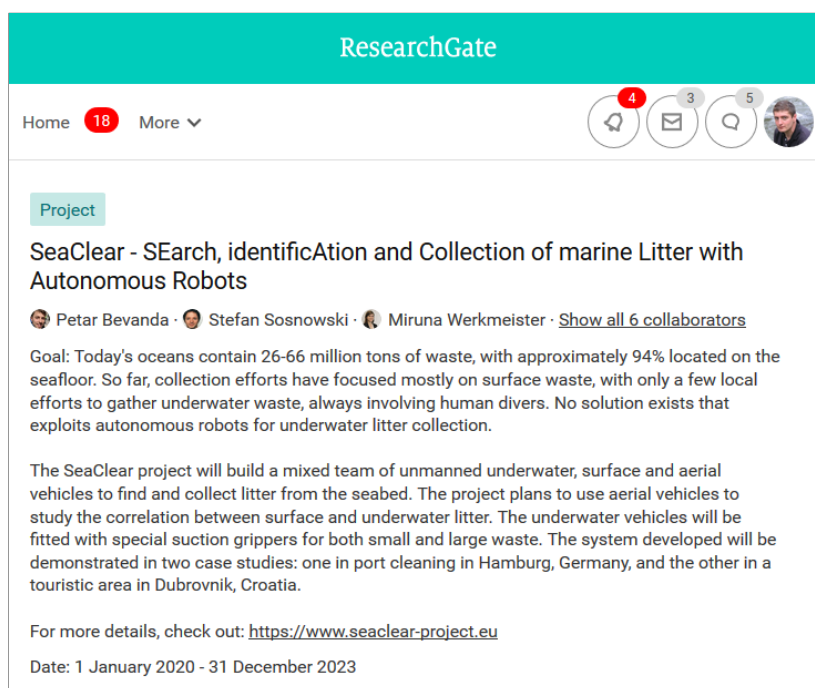 ResearchGate
Home 18 More 4 3 5
Project
SeaClear - SEarch, identificAtion and Collection of marine Litter with
Autonomous Robots
Petar Bevanda · Stefan Sosnowski · Miruna Werkmeister · Show all 6 collaborators
Goal: Today's oceans contain 26-66 million tons of waste, with approximately 94% located on the
seafloor. So far, collection efforts have focused mostly on surface waste, with only a few local
efforts to gather underwater waste, always involving human divers. No solution exists that
exploits autonomous robots for underwater litter collection.
The SeaClear project will build a mixed team of unmanned underwater, surface and aerial
vehicles to find and collect litter from the seabed. The project plans to use aerial vehicles to
study the correlation between surface and underwater litter. The underwater vehicles will be
fitted with special suction grippers for both small and large waste. The system developed will be
demonstrated in two case studies: one in port cleaning in Hamburg, Germany, and the other in a
touristic area in Dubrovnik, Croatia.
For more details, check out: https://www.seaclear-project.eu
Date: 1 January 2020 - 31 December 2023